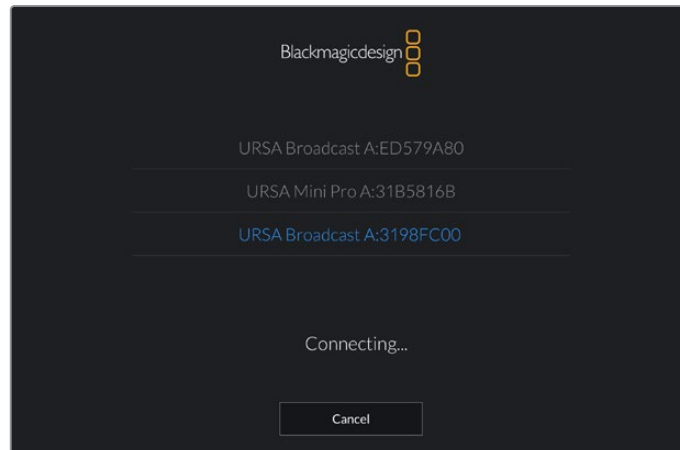 Blackmagicdesign
URSA Broadcast A:ED579A80
URSA Mini Pro A:31B5816B
URSA Broadcast A:3198FC00
Connecting...
Cancel